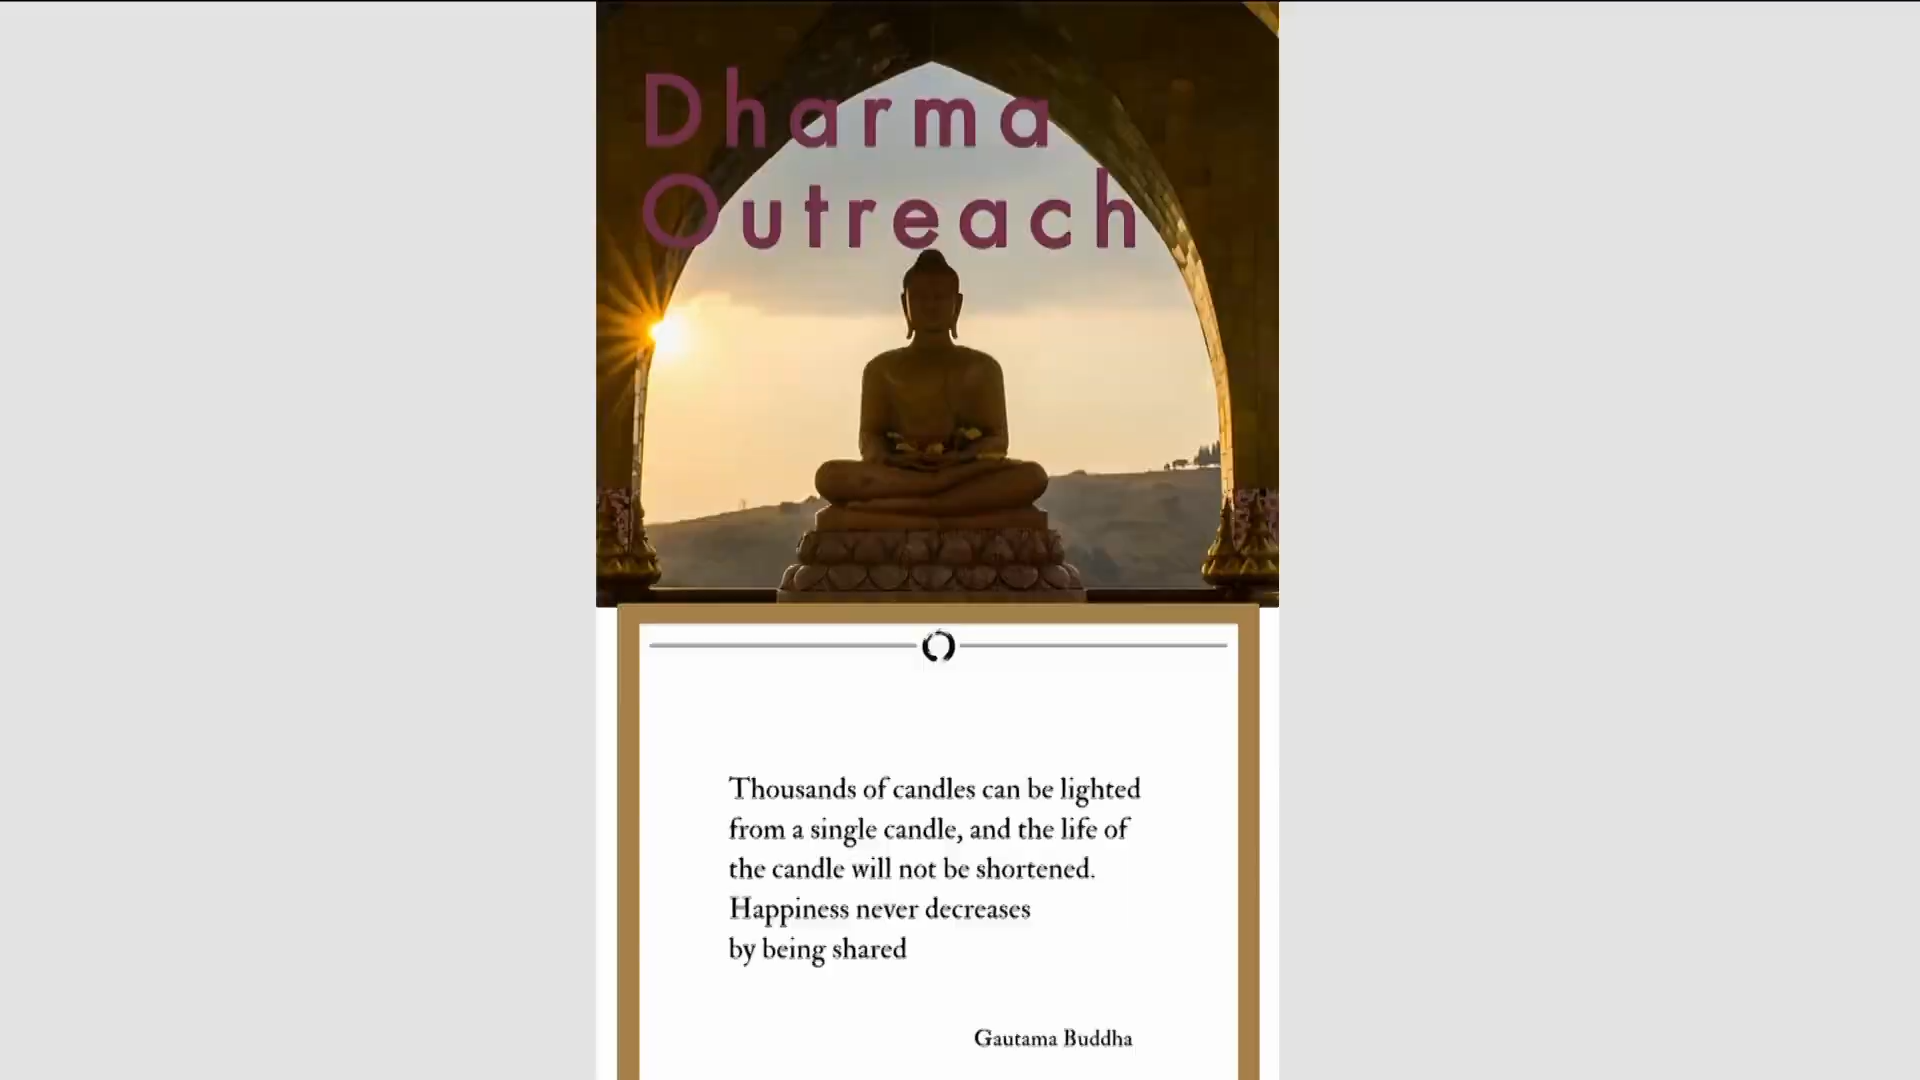 Dharma
Outreach
Thousands of candles can be lighted
from a single candle, and the life of
the candle will not be shortened.
Happiness never decreases
by being shared
Gautama Buddha